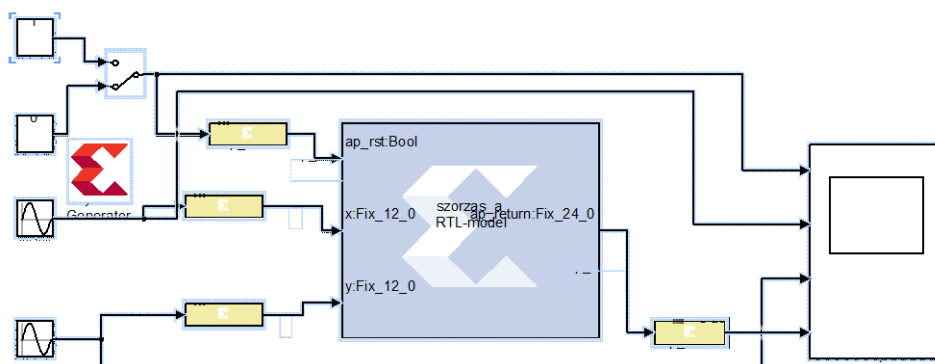 1
0
ap_rst:Bool
x:Fix_12_0
szorzas_a
ap_return:Fix_24_0
RTL-model
Generator
y:Fix_12_0